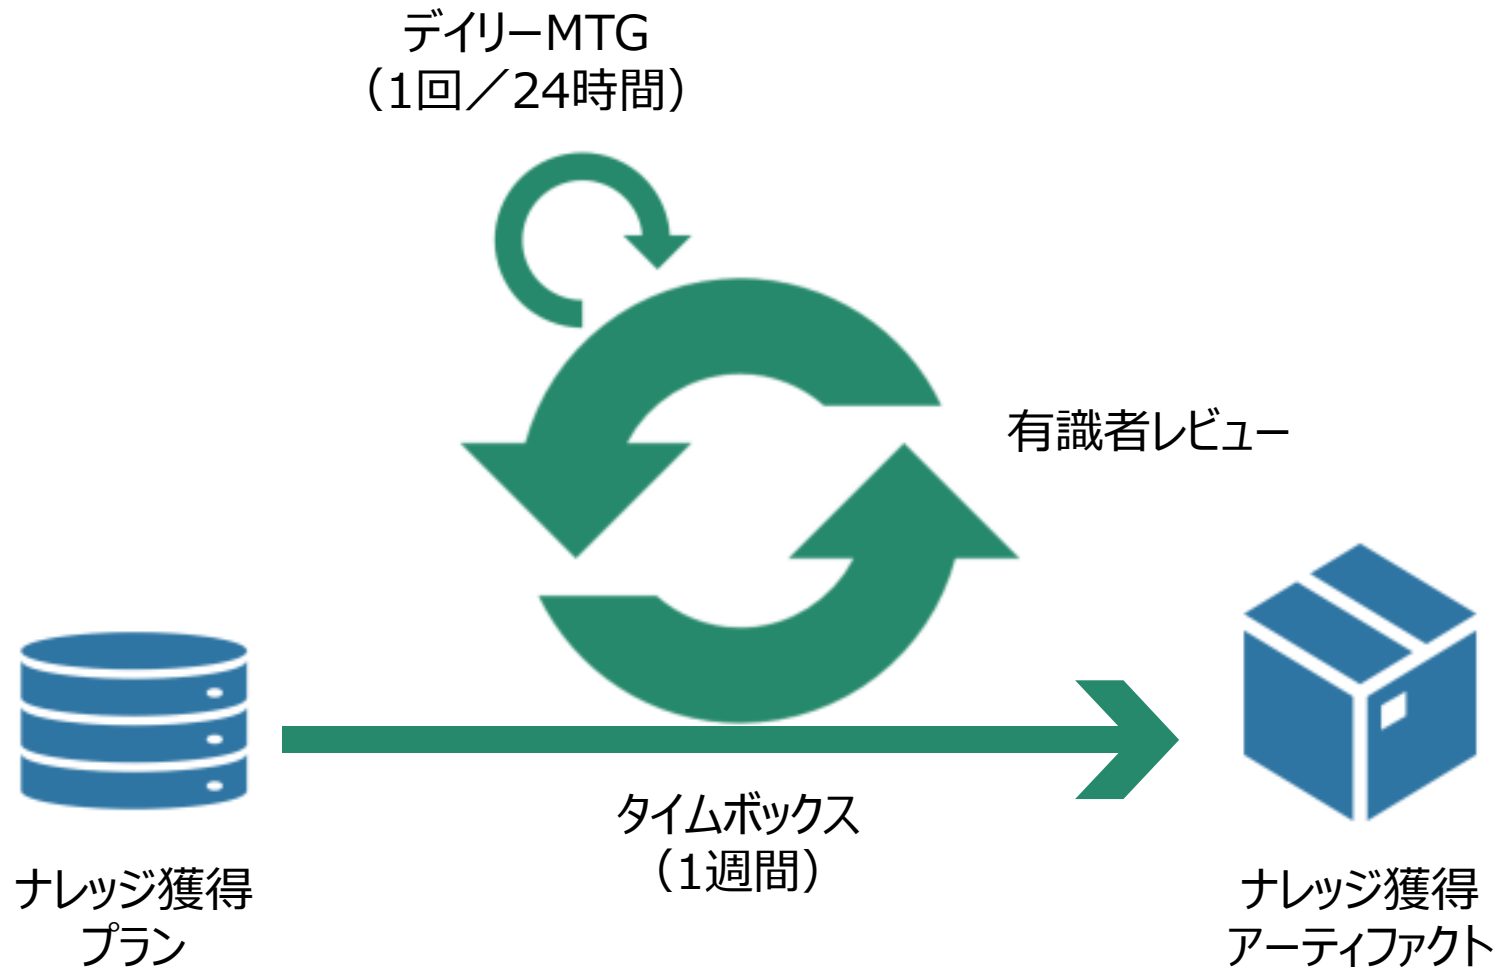 デイリーMTG
（1回／24時間）
有識者レビュー
タイムボックス
（1週間）
ナレッジ獲得
プラン
ナレッジ獲得
アーティファクト